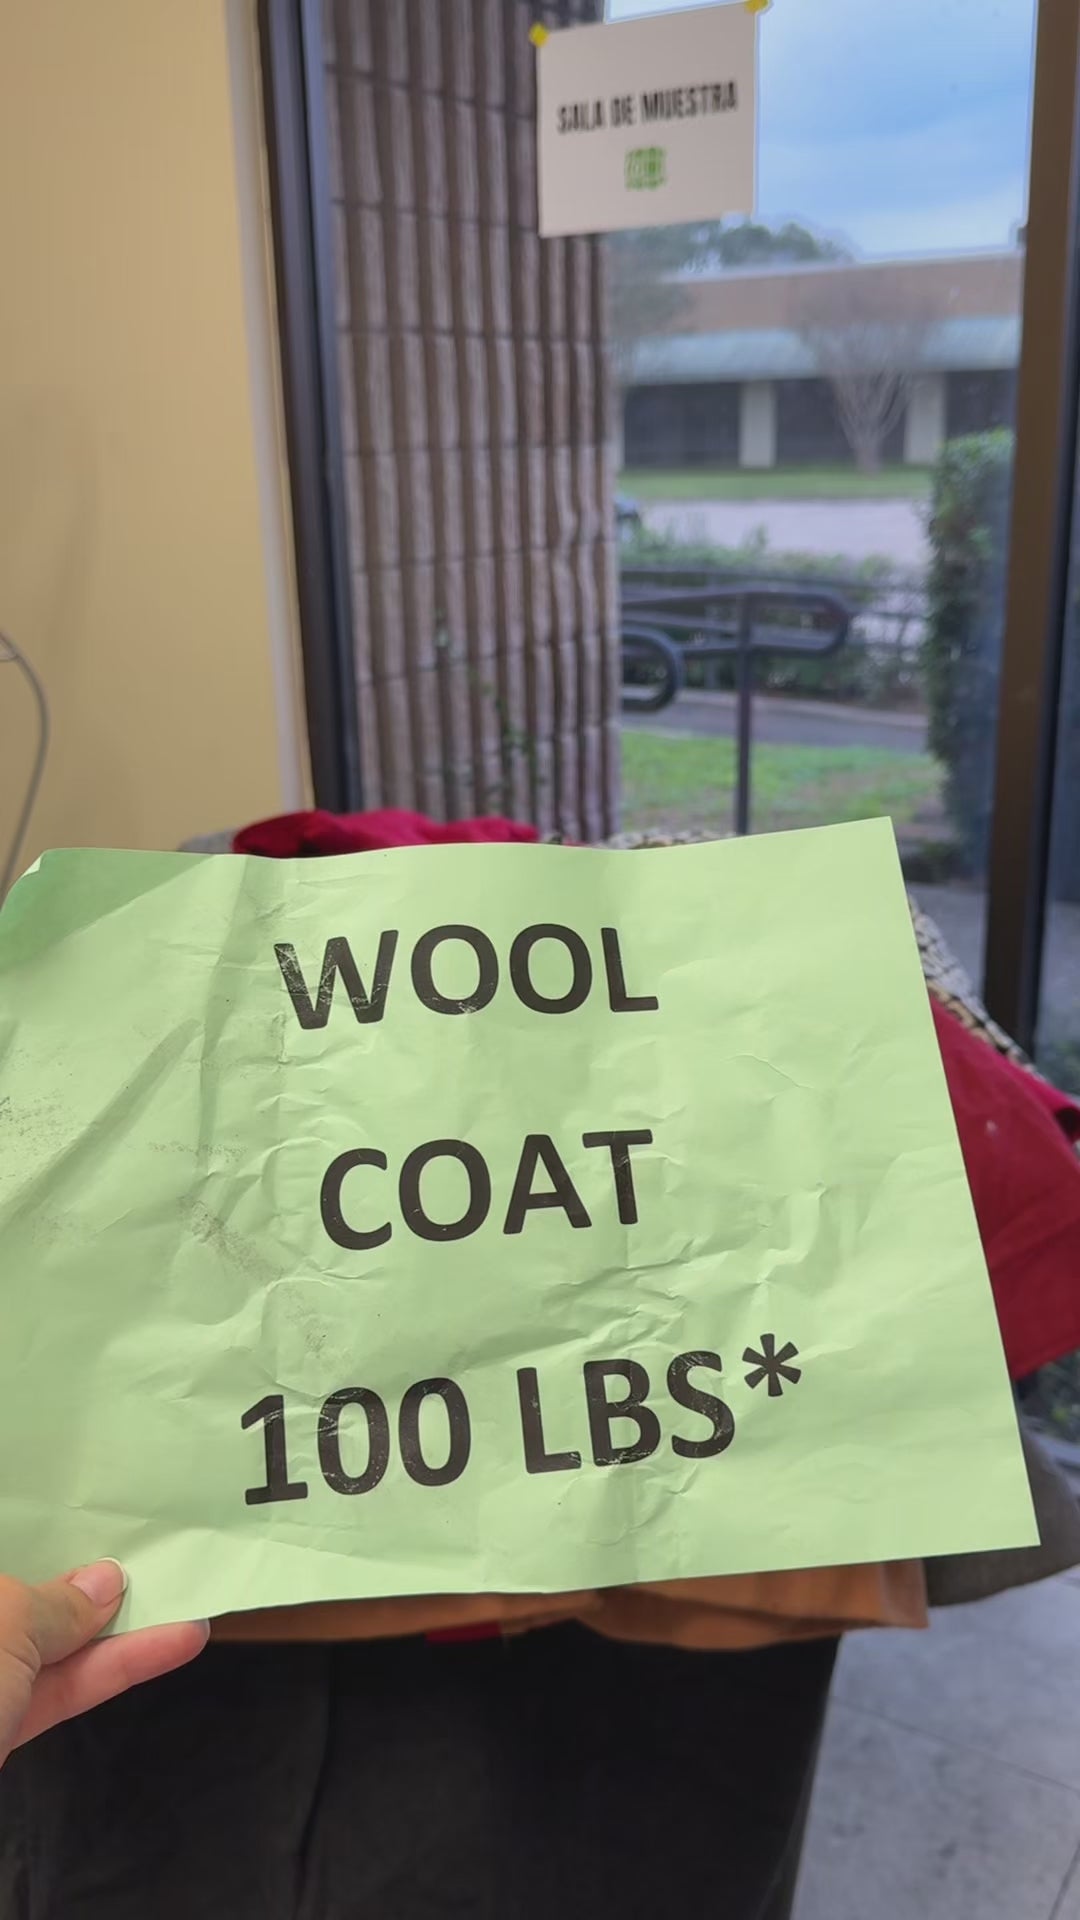 SALA DE MUESTRA
WOOL
COAT
100 LBS*